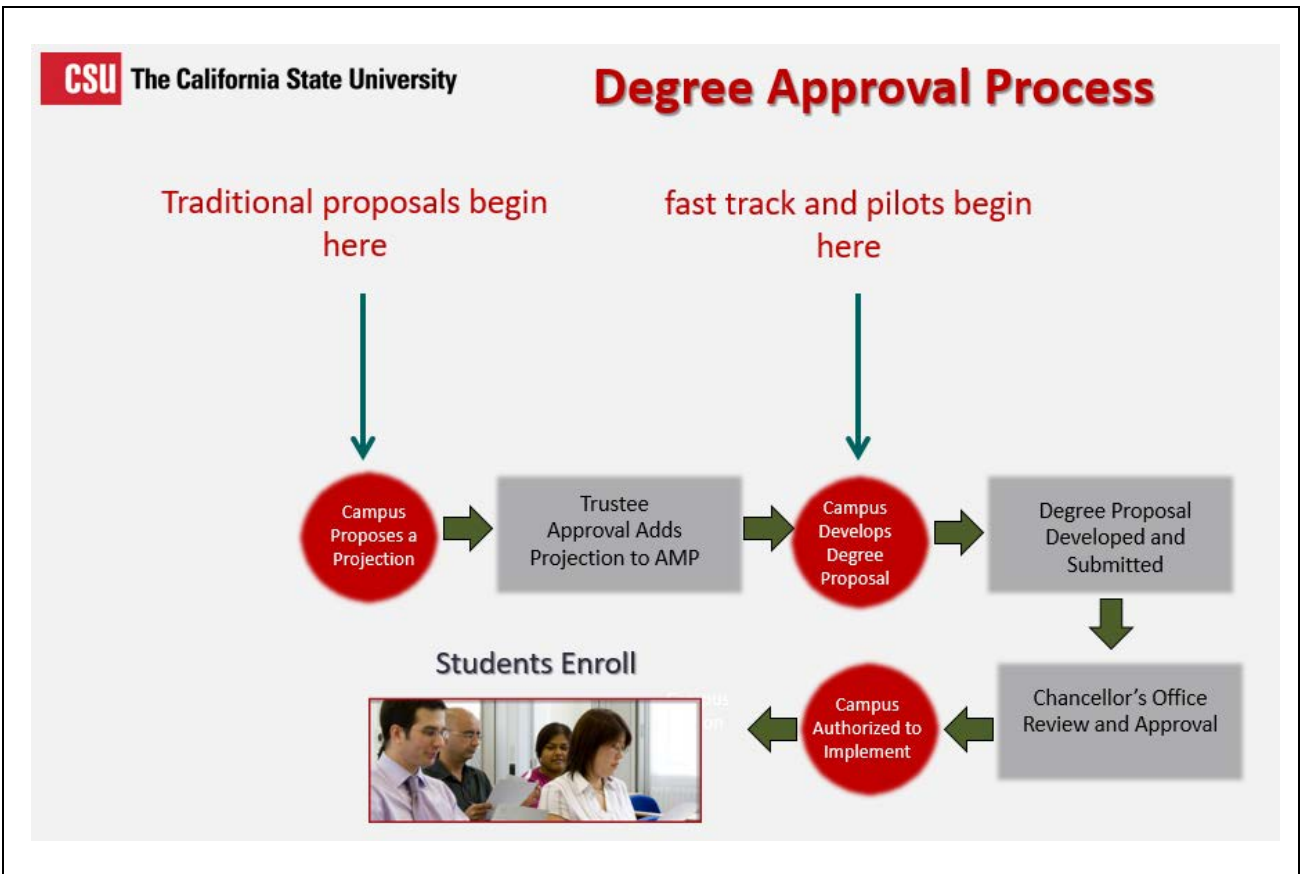 CSU The California State University
Degree Approval Process
Traditional proposals begin
here
fast track and pilots begin
here
Campus
Proposes a
Projection
Trustee
Approval Adds
Projection to AMP
Campus
Develops
Degree
Proposal
Degree Proposal
Developed and
Submitted
Students Enroll
Campus
Authorized to
Implement
Chancellor's Office
Review and Approval